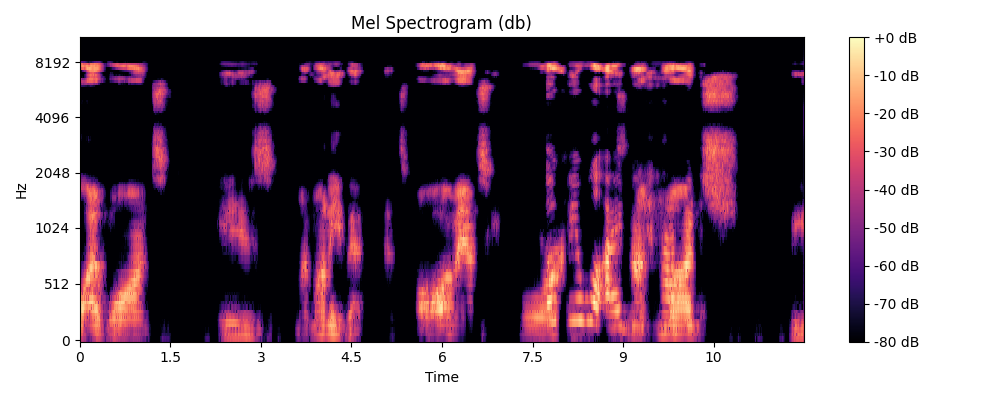 Mel Spectrogram (db)
8192
4096
2048
1024
512
0
Hz
0 1.5 3 4.5 6 7.5 9 10
Time
+0 dB
-10 dB
-20 dB
-30 dB
-40 dB
-50 dB
-60 dB
-70 dB
-80 dB